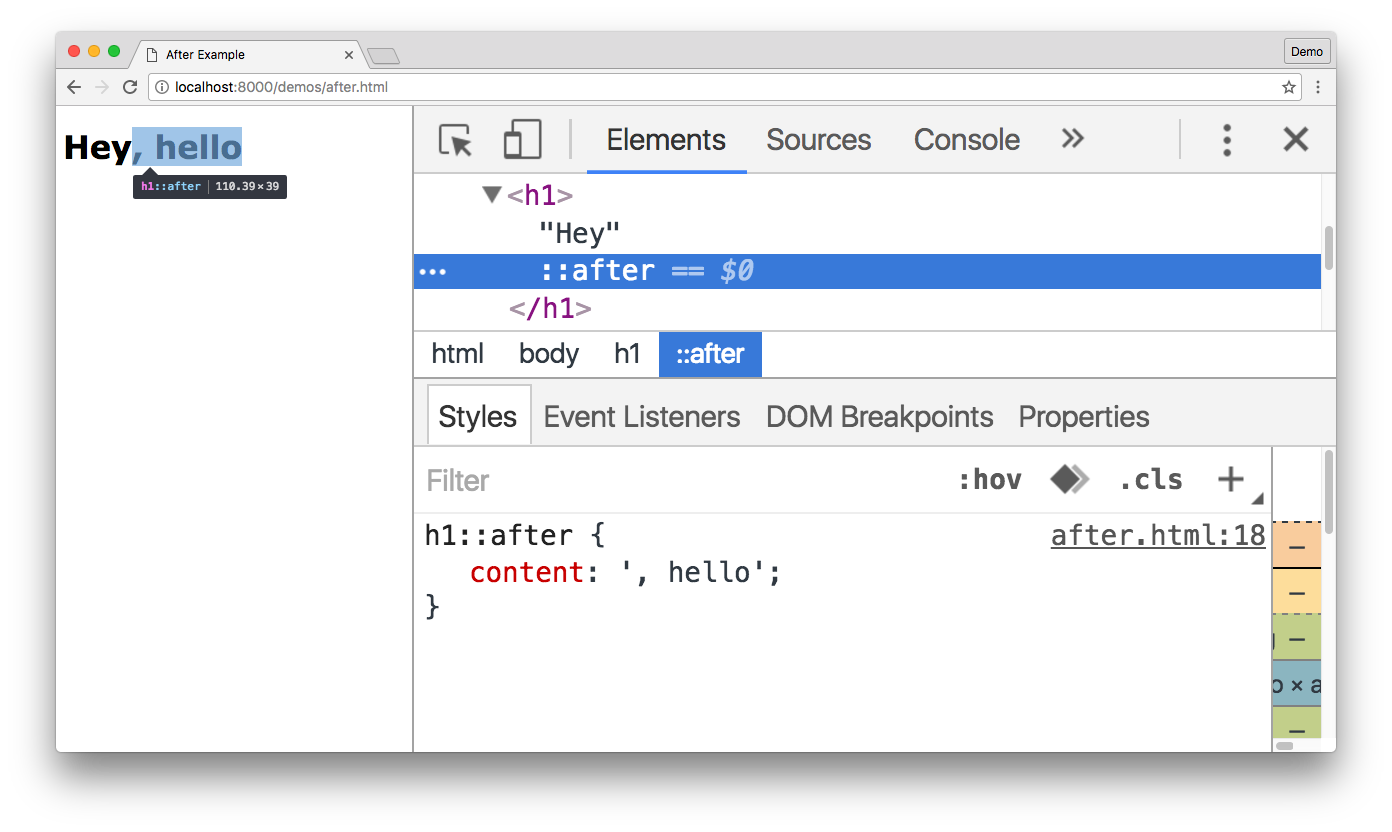 After Example
Demo
localhost:8000/demos/after.html
Hey, hello
h1::after 110.39×39
Elements Sources Console
<h1>
"Hey"
::after == $0
</h1>
html body h1 ::after
Styles Event Listeners DOM Breakpoints Properties
Filter :hov .cls
h1::after { after.html:18
content: ', hello';
}